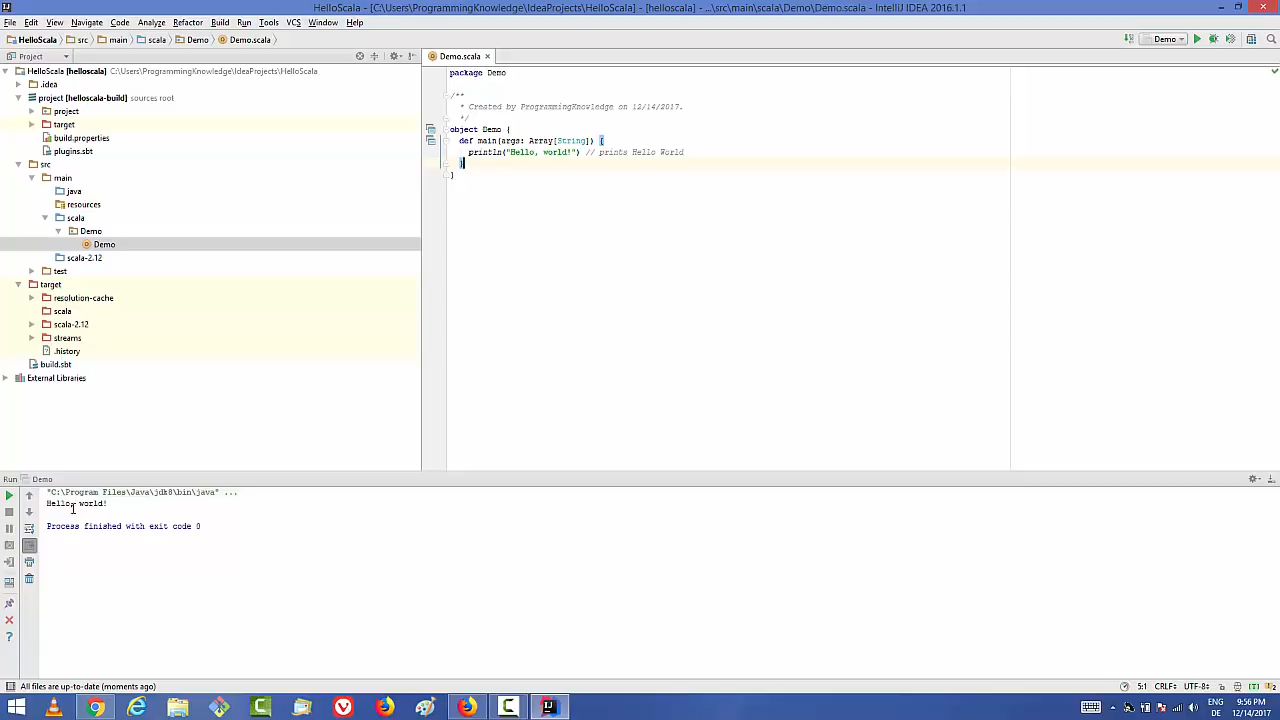 HelloScala - [C:\Users\ProgrammingKnowledge\IdeaProjects\HelloScala] - [helloscala] - ...\src\main\scala\Demo\Demo.scala - IntelliJ IDEA 2016.1.1
File Edit View Navigate Code Analyze Refactor Build Run Tools VCS Window Help
HelloScala src main scala Demo Demo.scala Demo
Project
Demo.scala
HelloScala [helloscala] C:\Users\ProgrammingKnowledge\IdeaProjects\HelloScala
.idea
project [helloscala-build] sources root
project
target
build.properties
plugins.sbt
src
main
java
resources
scala
Demo
Demo
scala-2.12
test
target
resolution-cache
scala
scala-2.12
streams
.history
build.sbt
External Libraries
package Demo
/**
* Created by ProgrammingKnowledge on 12/14/2017.
*/
object Demo {
def main(args: Array[String]) {
println("Hello, world!") // prints Hello World
}
}
Run Demo
"C:\Program Files\Java\jdk8\bin\java" ...
Hello, world!
Process finished with exit code 0
All files are up-to-date (moments ago)
5:1 CRLF÷ UTF-8÷
EN
DE
9:56 PM
12/14/2017